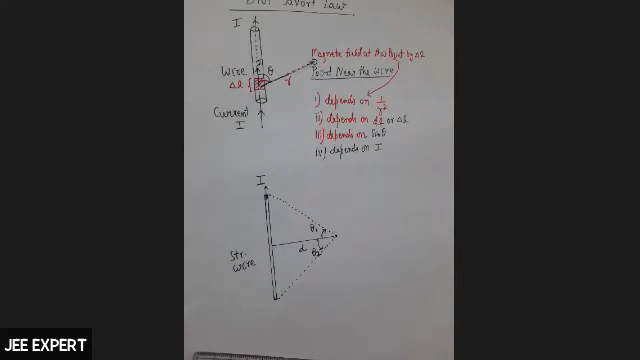 Biot Savart Law
I
θ
Magnetic field at this Point by Δl
Wire
Point Near the wire
Δl
r
i) depends on 1/r²
Current
ii) depends on dl or Δl
I
iii) depends on Sinθ
iv) depends on I
I
θ₁
Str.
wire
d
θ₂
JEE EXPERT